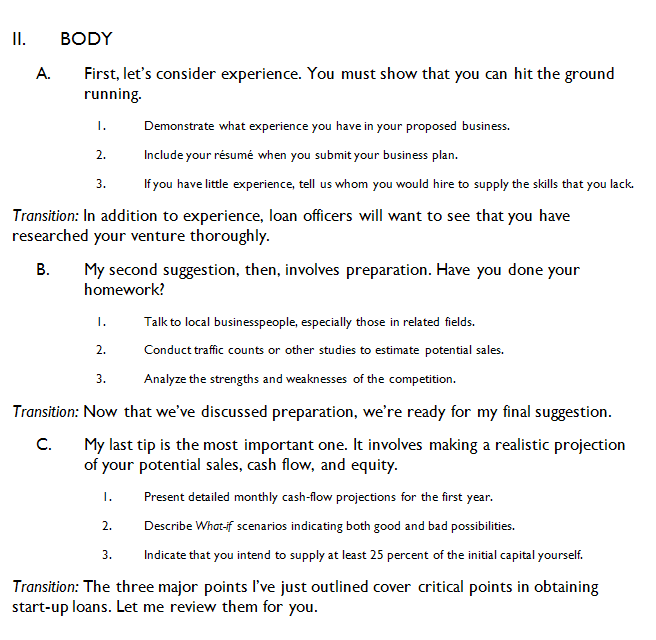 II. BODY
A. First, let's consider experience. You must show that you can hit the ground
running.
1. Demonstrate what experience you have in your proposed business.
2. Include your résumé when you submit your business plan.
3. If you have little experience, tell us whom you would hire to supply the skills that you lack.
Transition: In addition to experience, loan officers will want to see that you have
researched your venture thoroughly.
B. My second suggestion, then, involves preparation. Have you done your
homework?
1. Talk to local businesspeople, especially those in related fields.
2. Conduct traffic counts or other studies to estimate potential sales.
3. Analyze the strengths and weaknesses of the competition.
Transition: Now that we've discussed preparation, we're ready for my final suggestion.
C. My last tip is the most important one. It involves making a realistic projection
of your potential sales, cash flow, and equity.
1. Present detailed monthly cash-flow projections for the first year.
2. Describe What-if scenarios indicating both good and bad possibilities.
3. Indicate that you intend to supply at least 25 percent of the initial capital yourself.
Transition: The three major points I've just outlined cover critical points in obtaining
start-up loans. Let me review them for you.